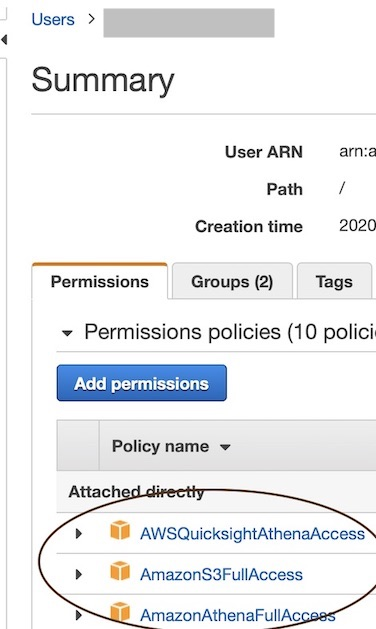 Users >
Summary
User ARN arn:a
Path /
Creation time 2020
Permissions Groups (2) Tags
Permissions policies (10 polici
Add permissions
Policy name
Attached directly
AWSQuicksightAthenaAccess
AmazonS3FullAccess
AmazonAthenaFullAccess